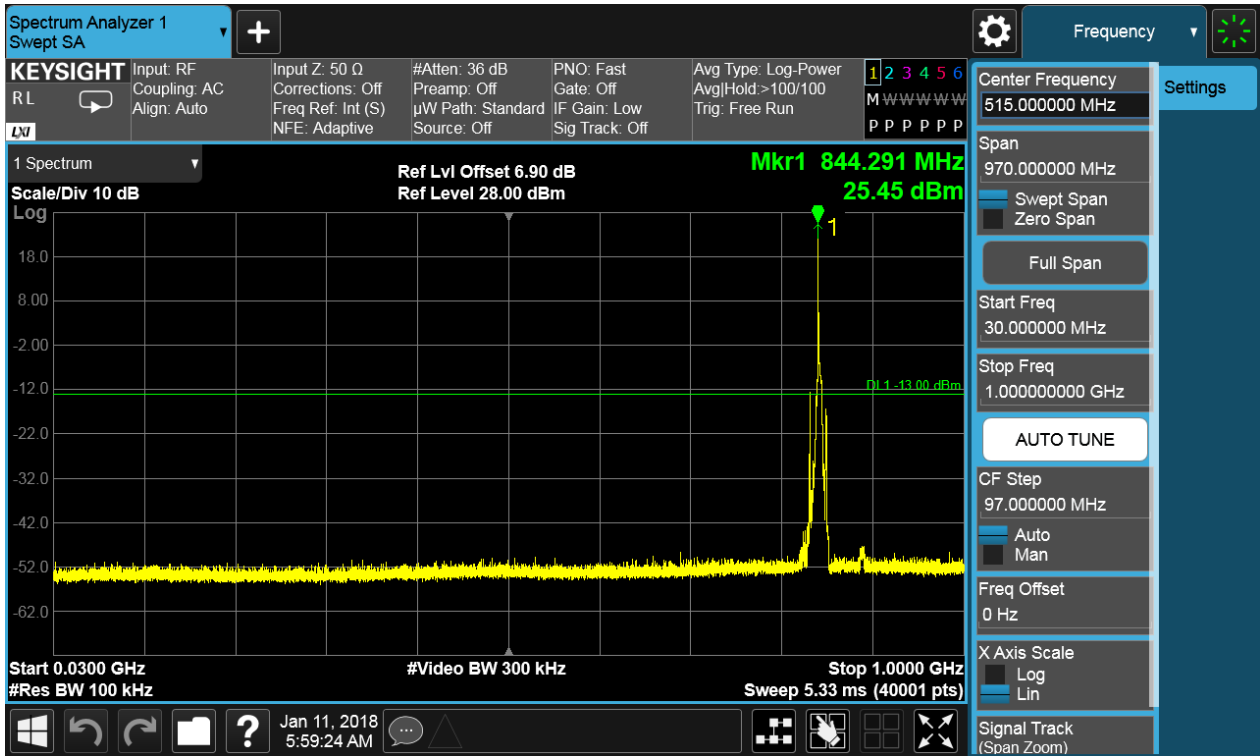 Spectrum Analyzer 1
Swept SA
Frequency
KEYSIGHT
RL
LXI
Input: RF
Coupling: AC
Align: Auto
Input Z: 50 Ω
Corrections: Off
Freq Ref: Int (S)
NFE: Adaptive
#Atten: 36 dB
Preamp: Off
µW Path: Standard
Source: Off
PNO: Fast
Gate: Off
IF Gain: Low
Sig Track: Off
Avg Type: Log-Power
Avg|Hold:>100/100
Trig: Free Run
1 2 3 4 5 6
M W W W W W
P P P P P P
Center Frequency
515.000000 MHz
Settings
Span
970.000000 MHz
Swept Span
Zero Span
Full Span
Start Freq
30.000000 MHz
Stop Freq
1.000000000 GHz
AUTO TUNE
CF Step
97.000000 MHz
Auto
Man
Freq Offset
0 Hz
X Axis Scale
Log
Lin
Signal Track
(Span Zoom)
1 Spectrum
Scale/Div 10 dB
Log
Ref Lvl Offset 6.90 dB
Ref Level 28.00 dBm
Mkr1 844.291 MHz
25.45 dBm
1
18.0
8.00
-2.00
-12.0
DL1 -13.00 dBm
-22.0
-32.0
-42.0
-52.0
-62.0
Start 0.0300 GHz
#Video BW 300 kHz
Stop 1.0000 GHz
#Res BW 100 kHz
Sweep 5.33 ms (40001 pts)
?
Jan 11, 2018
5:59:24 AM